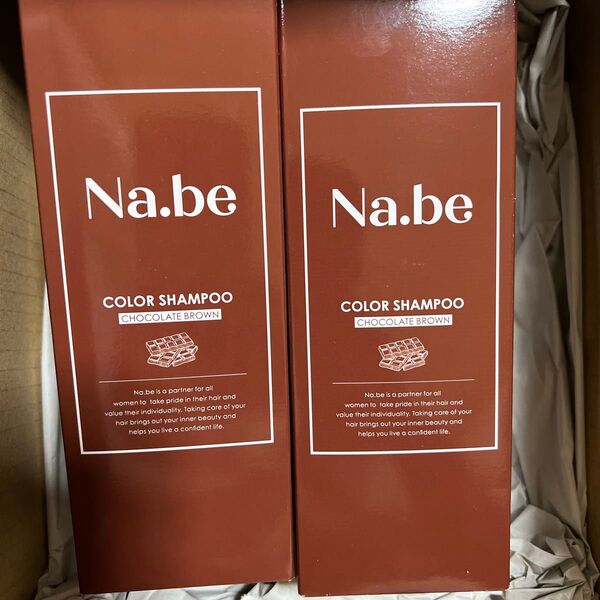 Na.be
COLOR SHAMPOO
CHOCOLATE BROWN
Na.be is a partner for all
women to take pride in their hair and
value their individuality. Taking care of your
hair brings out your inner beauty and
helps you live a confident life.
Na.be
COLOR SHAMPOO
CHOCOLATE BROWN
Na.be is a partner for all
women to take pride in their hair and
value their individuality. Taking care of your
hair brings out your inner beauty and
helps you live a confident life.